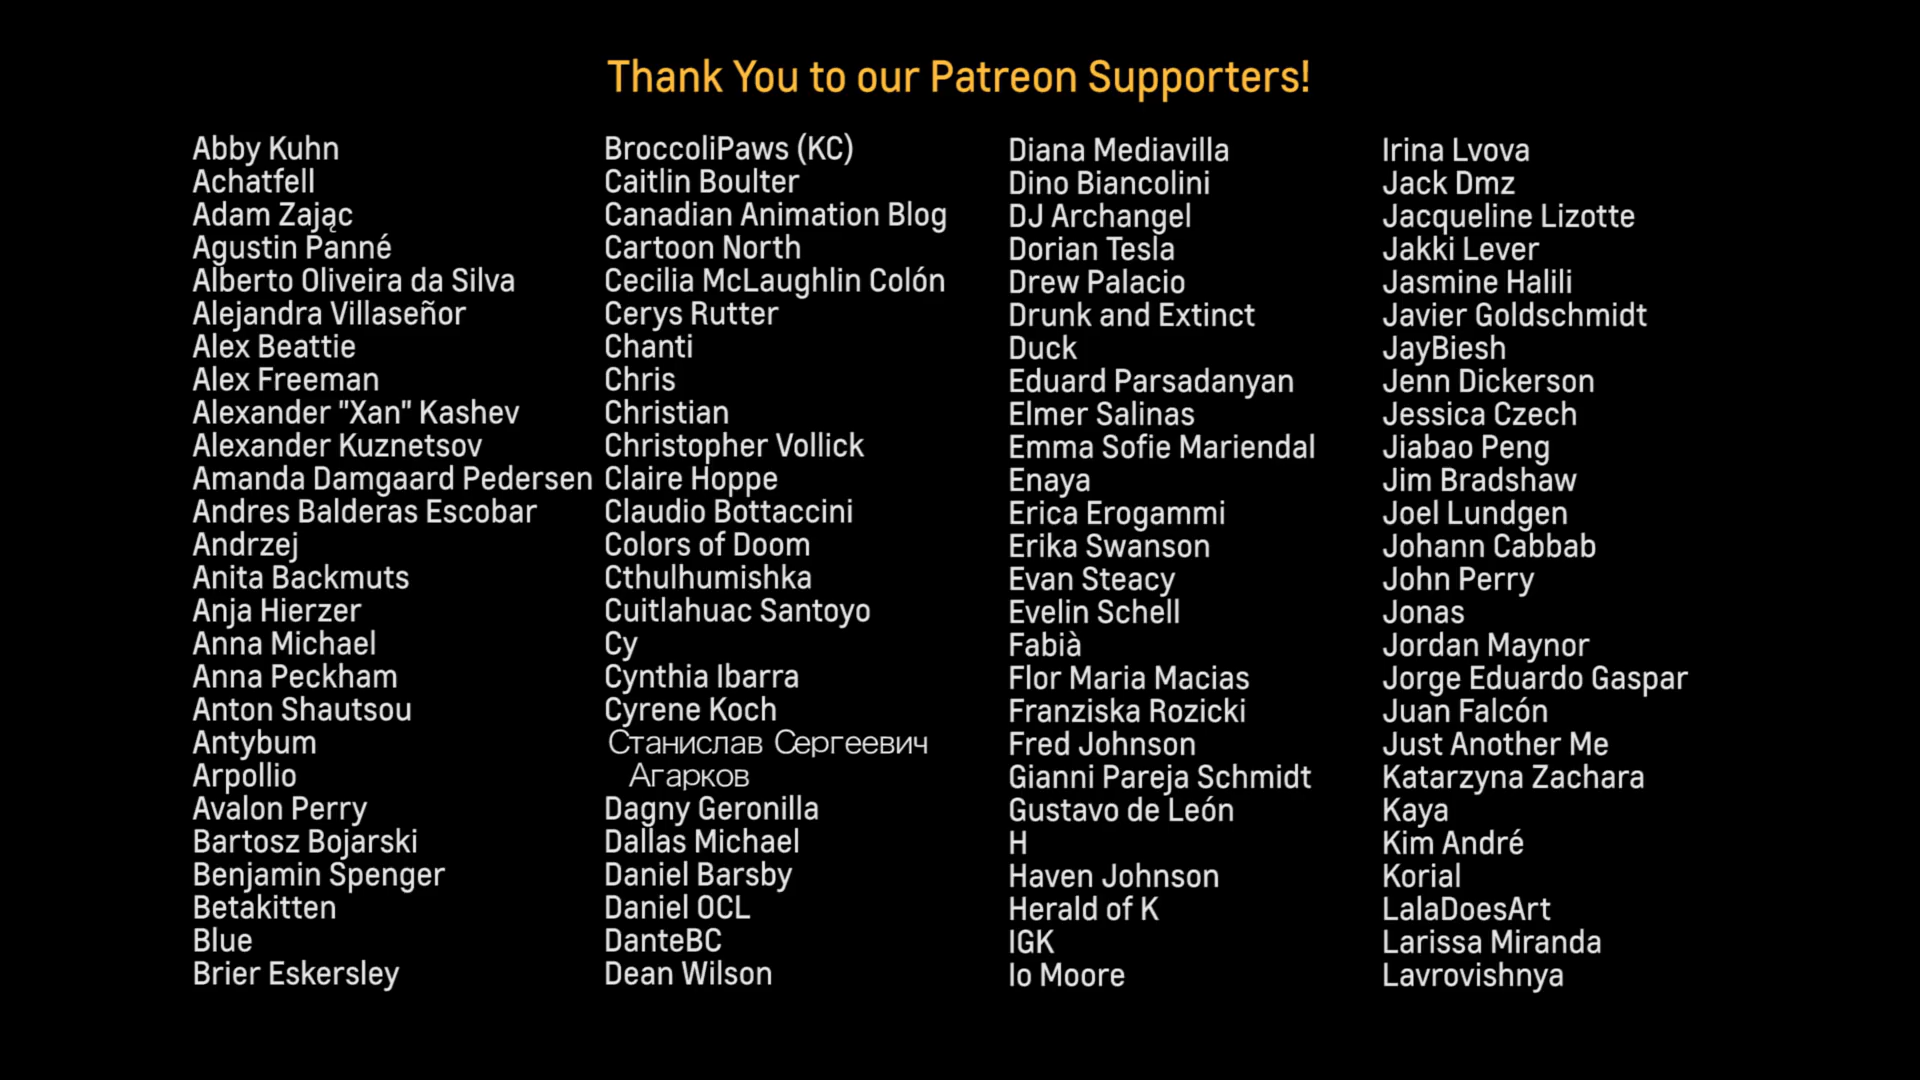 Thank You to our Patreon Supporters!
Abby Kuhn
Achatfell
Adam Zając
Agustin Panné
Alberto Oliveira da Silva
Alejandra Villaseñor
Alex Beattie
Alex Freeman
Alexander "Xan" Kashev
Alexander Kuznetsov
Amanda Damgaard Pedersen
Andres Balderas Escobar
Andrzej
Anita Backmuts
Anja Hierzer
Anna Michael
Anna Peckham
Anton Shautsou
Antybum
Arpollio
Avalon Perry
Bartosz Bojarski
Benjamin Spenger
Betakitten
Blue
Brier Eskersley
BroccoliPaws (KC)
Caitlin Boulter
Canadian Animation Blog
Cartoon North
Cecilia McLaughlin Colón
Cerys Rutter
Chanti
Chris
Christian
Christopher Vollick
Claire Hoppe
Claudio Bottaccini
Colors of Doom
Cthulhumishka
Cuitlahuac Santoyo
Cy
Cynthia Ibarra
Cyrene Koch
Станислав Сергеевич
Агарков
Dagny Geronilla
Dallas Michael
Daniel Barsby
Daniel OCL
DanteBC
Dean Wilson
Diana Mediavilla
Dino Biancolini
DJ Archangel
Dorian Tesla
Drew Palacio
Drunk and Extinct
Duck
Eduard Parsadanyan
Elmer Salinas
Emma Sofie Mariendal
Enaya
Erica Erogammi
Erika Swanson
Evan Steacy
Evelin Schell
Fabià
Flor Maria Macias
Franziska Rozicki
Fred Johnson
Gianni Pareja Schmidt
Gustavo de León
H
Haven Johnson
Herald of K
IGK
Io Moore
Irina Lvova
Jack Dmz
Jacqueline Lizotte
Jakki Lever
Jasmine Halili
Javier Goldschmidt
JayBiesh
Jenn Dickerson
Jessica Czech
Jiabao Peng
Jim Bradshaw
Joel Lundgen
Johann Cabbab
John Perry
Jonas
Jordan Maynor
Jorge Eduardo Gaspar
Juan Falcón
Just Another Me
Katarzyna Zachara
Kaya
Kim André
Korial
LalaDoesArt
Larissa Miranda
Lavrovishnya